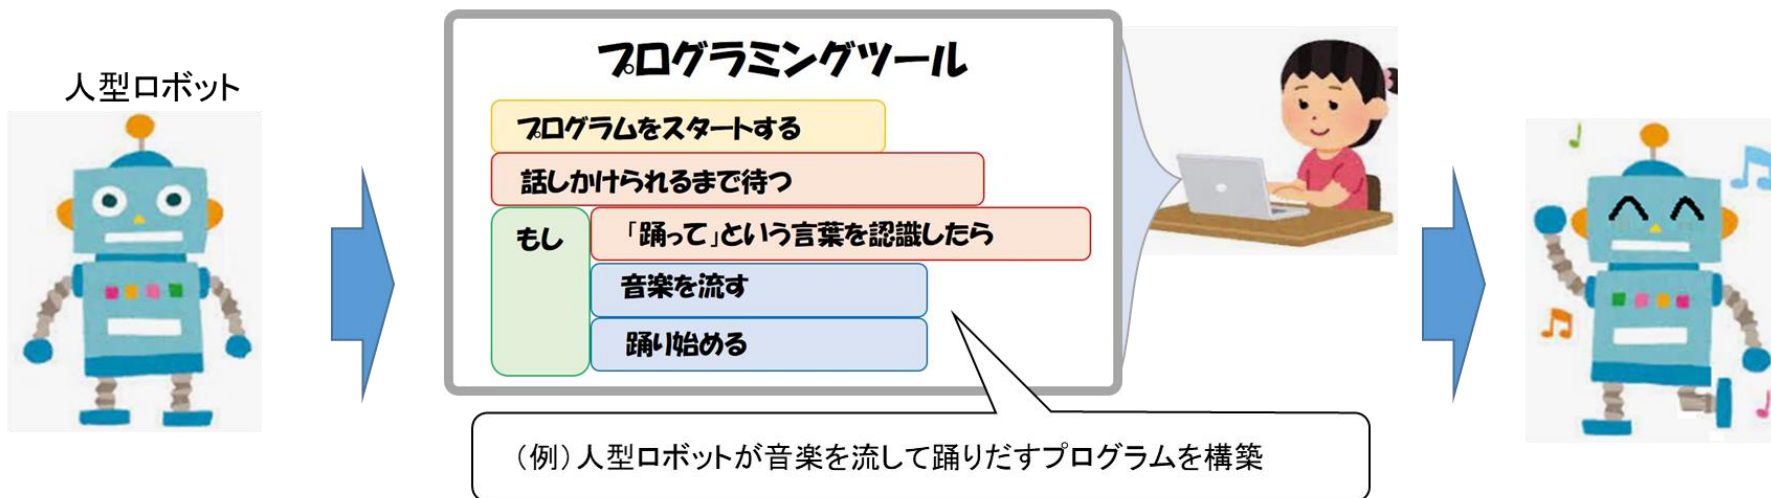 人型ロボット
プログラミングツール
プログラムをスタートする
話しかけられるまで待つ
もし
「踊って」という言葉を認識したら
音楽を流す
踊り始める
（例）人型ロボットが音楽を流して踊りだすプログラムを構築